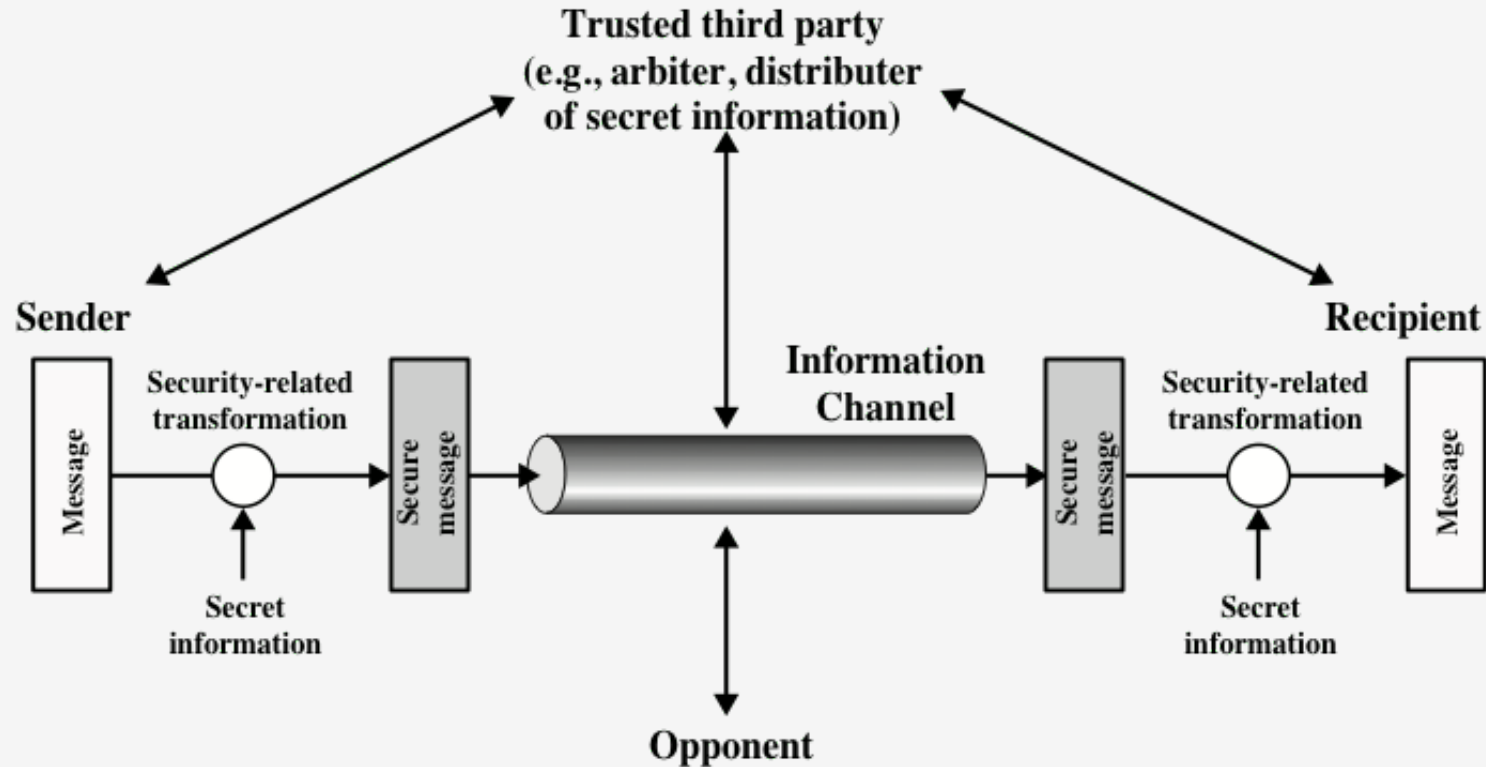 Trusted third party
(e.g., arbiter, distributer
of secret information)
Sender
Recipient
Information
Channel
Security-related
transformation
Security-related
transformation
Message
Secure
message
Secure
message
Message
Secret
information
Secret
information
Opponent